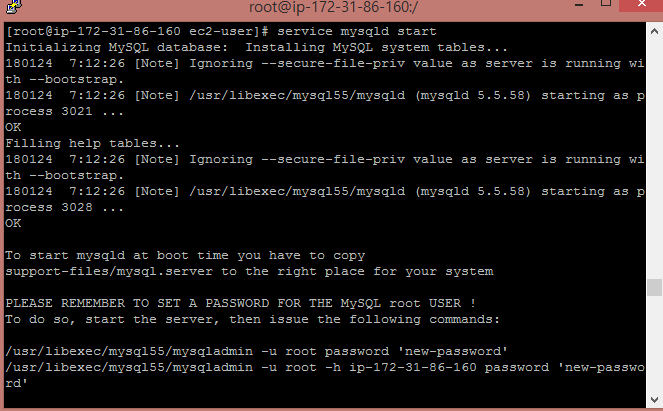 root@ip-172-31-86-160:/
[root@ip-172-31-86-160 ec2-user]# service mysqld start
Initializing MySQL database:  Installing MySQL system tables...
180124  7:12:26 [Note] Ignoring --secure-file-priv value as server is running wi
th --bootstrap.
180124  7:12:26 [Note] /usr/libexec/mysql55/mysqld (mysqld 5.5.58) starting as p
rocess 3021 ...
OK
Filling help tables...
180124  7:12:26 [Note] Ignoring --secure-file-priv value as server is running wi
th --bootstrap.
180124  7:12:26 [Note] /usr/libexec/mysql55/mysqld (mysqld 5.5.58) starting as p
rocess 3028 ...
OK
To start mysqld at boot time you have to copy
support-files/mysql.server to the right place for your system
PLEASE REMEMBER TO SET A PASSWORD FOR THE MySQL root USER !
To do so, start the server, then issue the following commands:
/usr/libexec/mysql55/mysqladmin -u root password 'new-password'
/usr/libexec/mysql55/mysqladmin -u root -h ip-172-31-86-160 password 'new-passwo
rd'